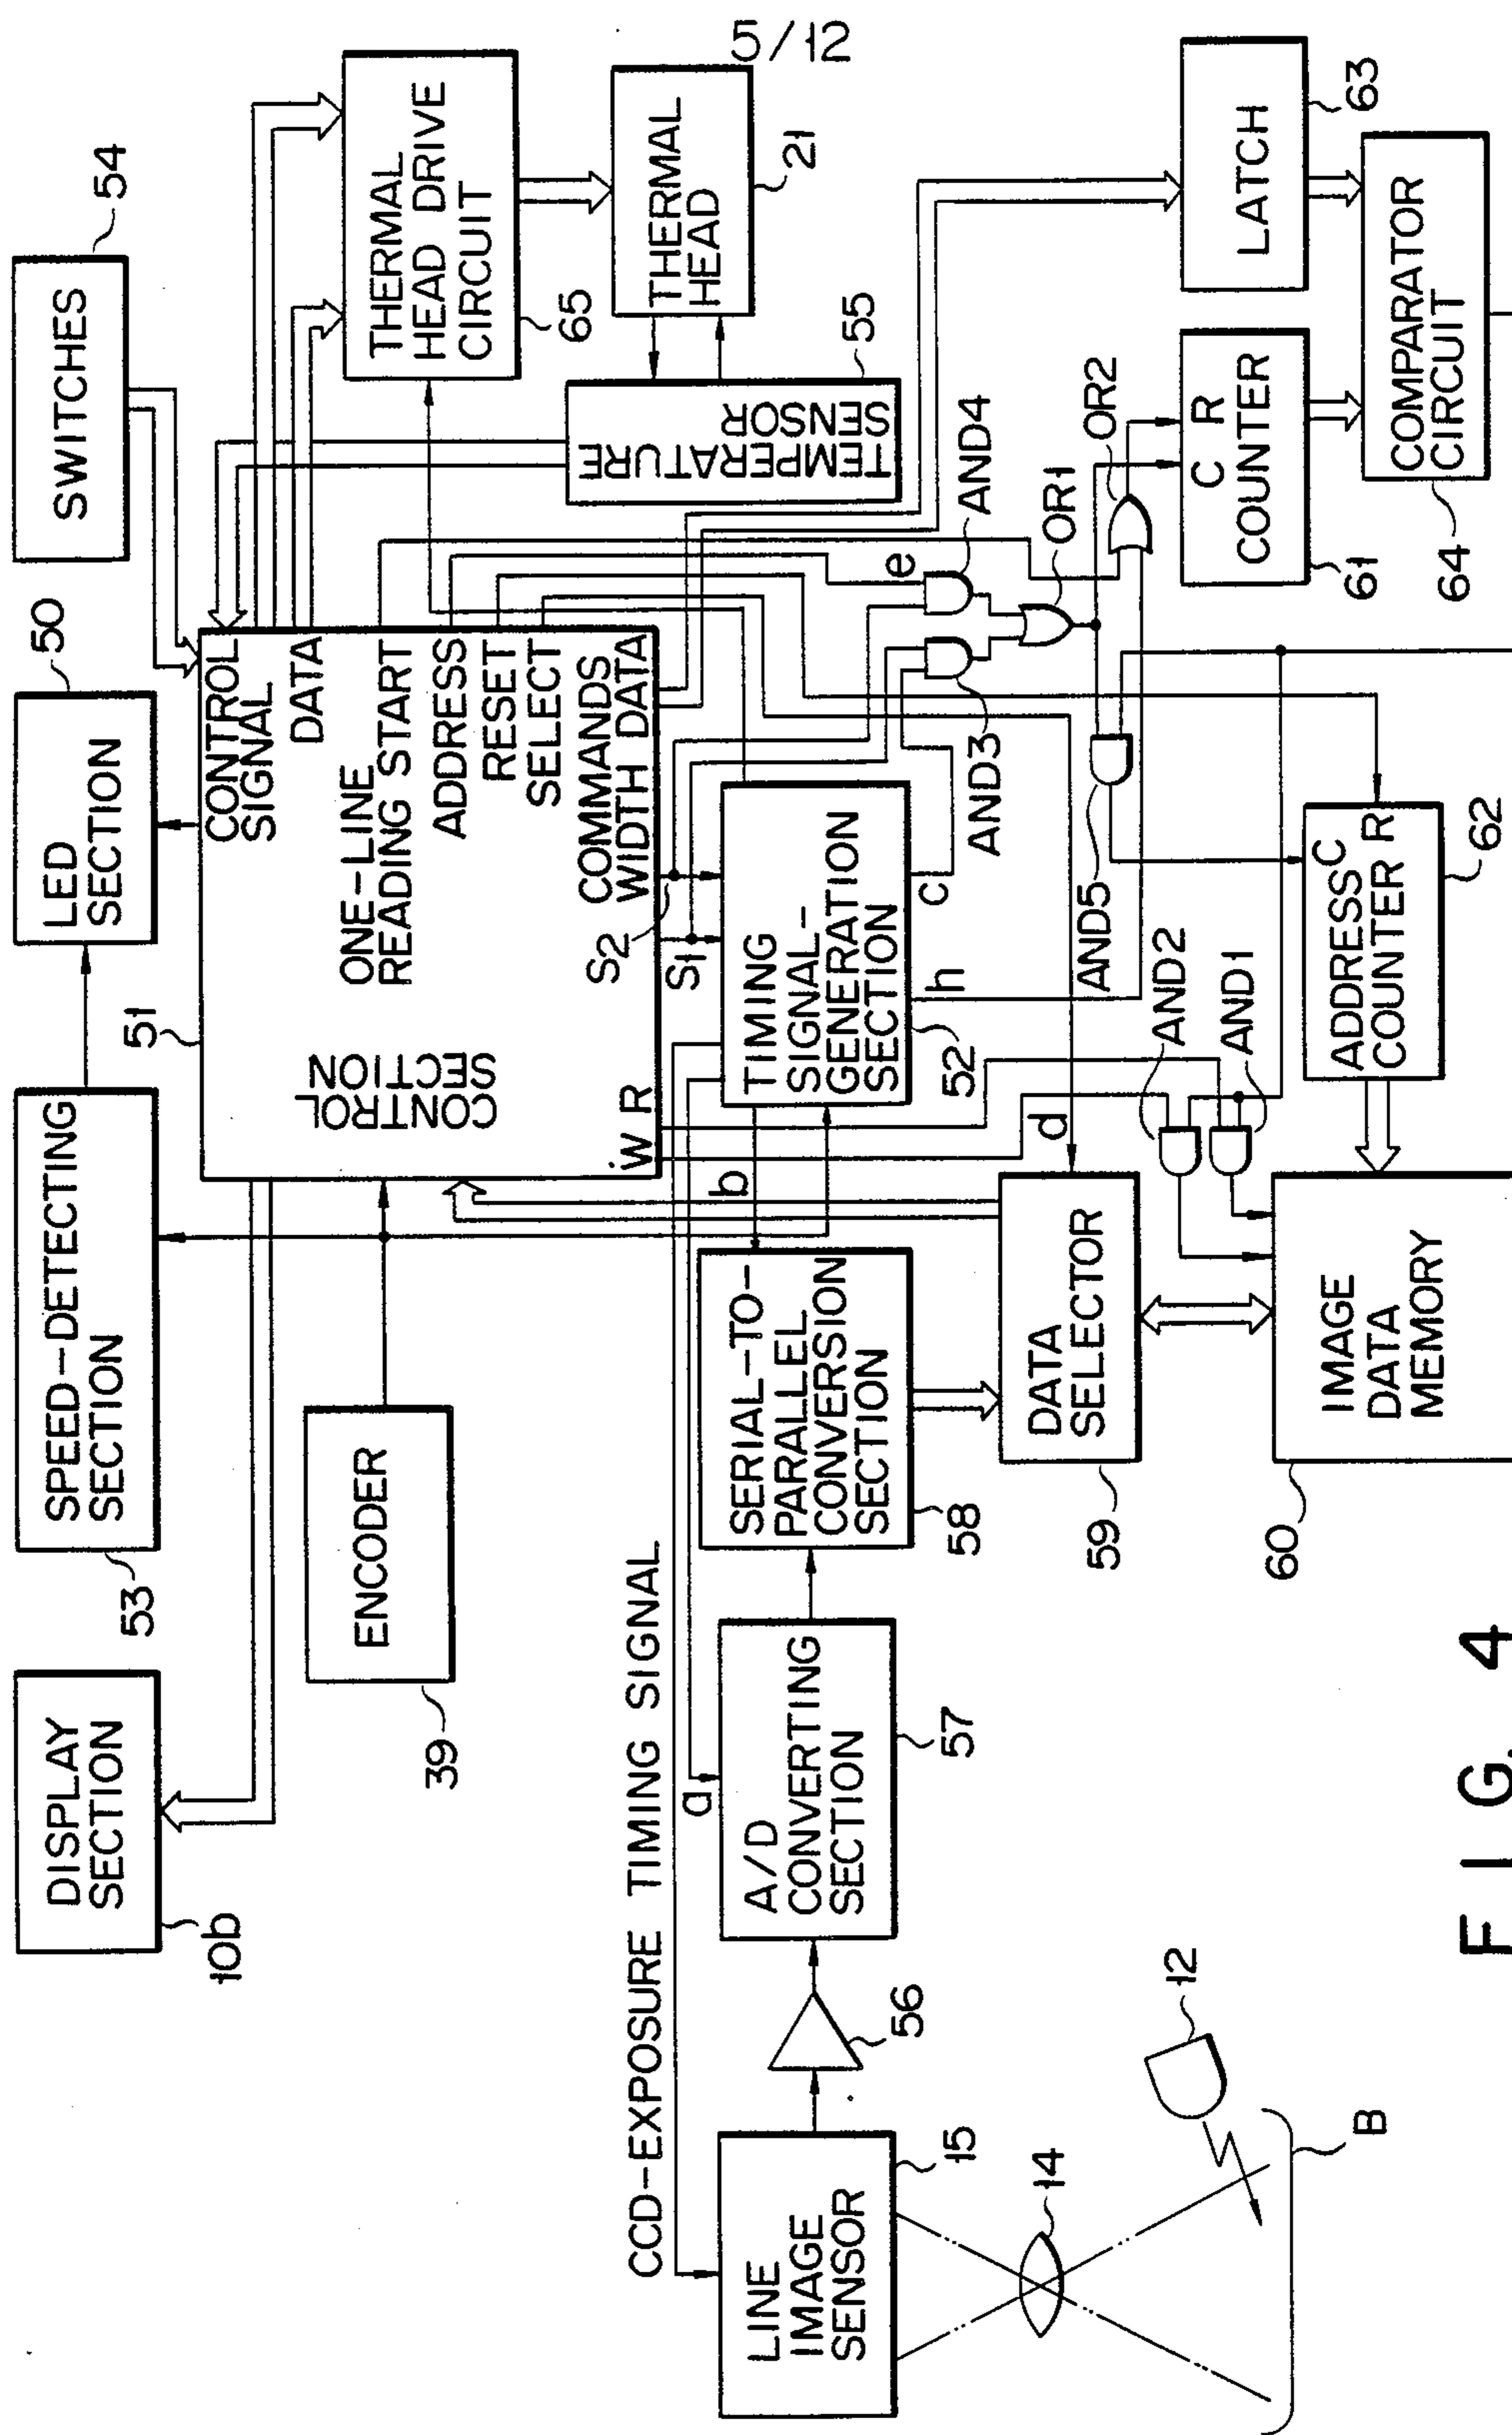 5/12
DISPLAY
SECTION
10b
SPEED-DETECTING
SECTION
53
LED
SECTION
50
SWITCHES
54
ENCODER
39
51
CONTROL
SECTION
CONTROL
SIGNAL
DATA
ONE-LINE
READING START
ADDRESS
RESET
SELECT
COMMANDS
WIDTH DATA
W R
S2
S1
THERMAL
HEAD DRIVE
CIRCUIT
65
THERMAL
HEAD
21
TEMPERATURE
SENSOR
55
CCD-EXPOSURE TIMING SIGNAL
LINE
IMAGE
SENSOR
15
56
a
A/D
CONVERTING
SECTION
57
b
SERIAL-TO-
PARALLEL
CONVERSION
SECTION
58
TIMING
SIGNAL-
GENERATION
SECTION
52
h
c
d
e
AND3
AND4
OR1
OR2
AND5
AND2
AND1
14
12
B
DATA
SELECTOR
59
IMAGE
DATA
MEMORY
60
ADDRESS
COUNTER
C
R
62
C R
COUNTER
61
LATCH
63
COMPARATOR
CIRCUIT
64
FIG. 4